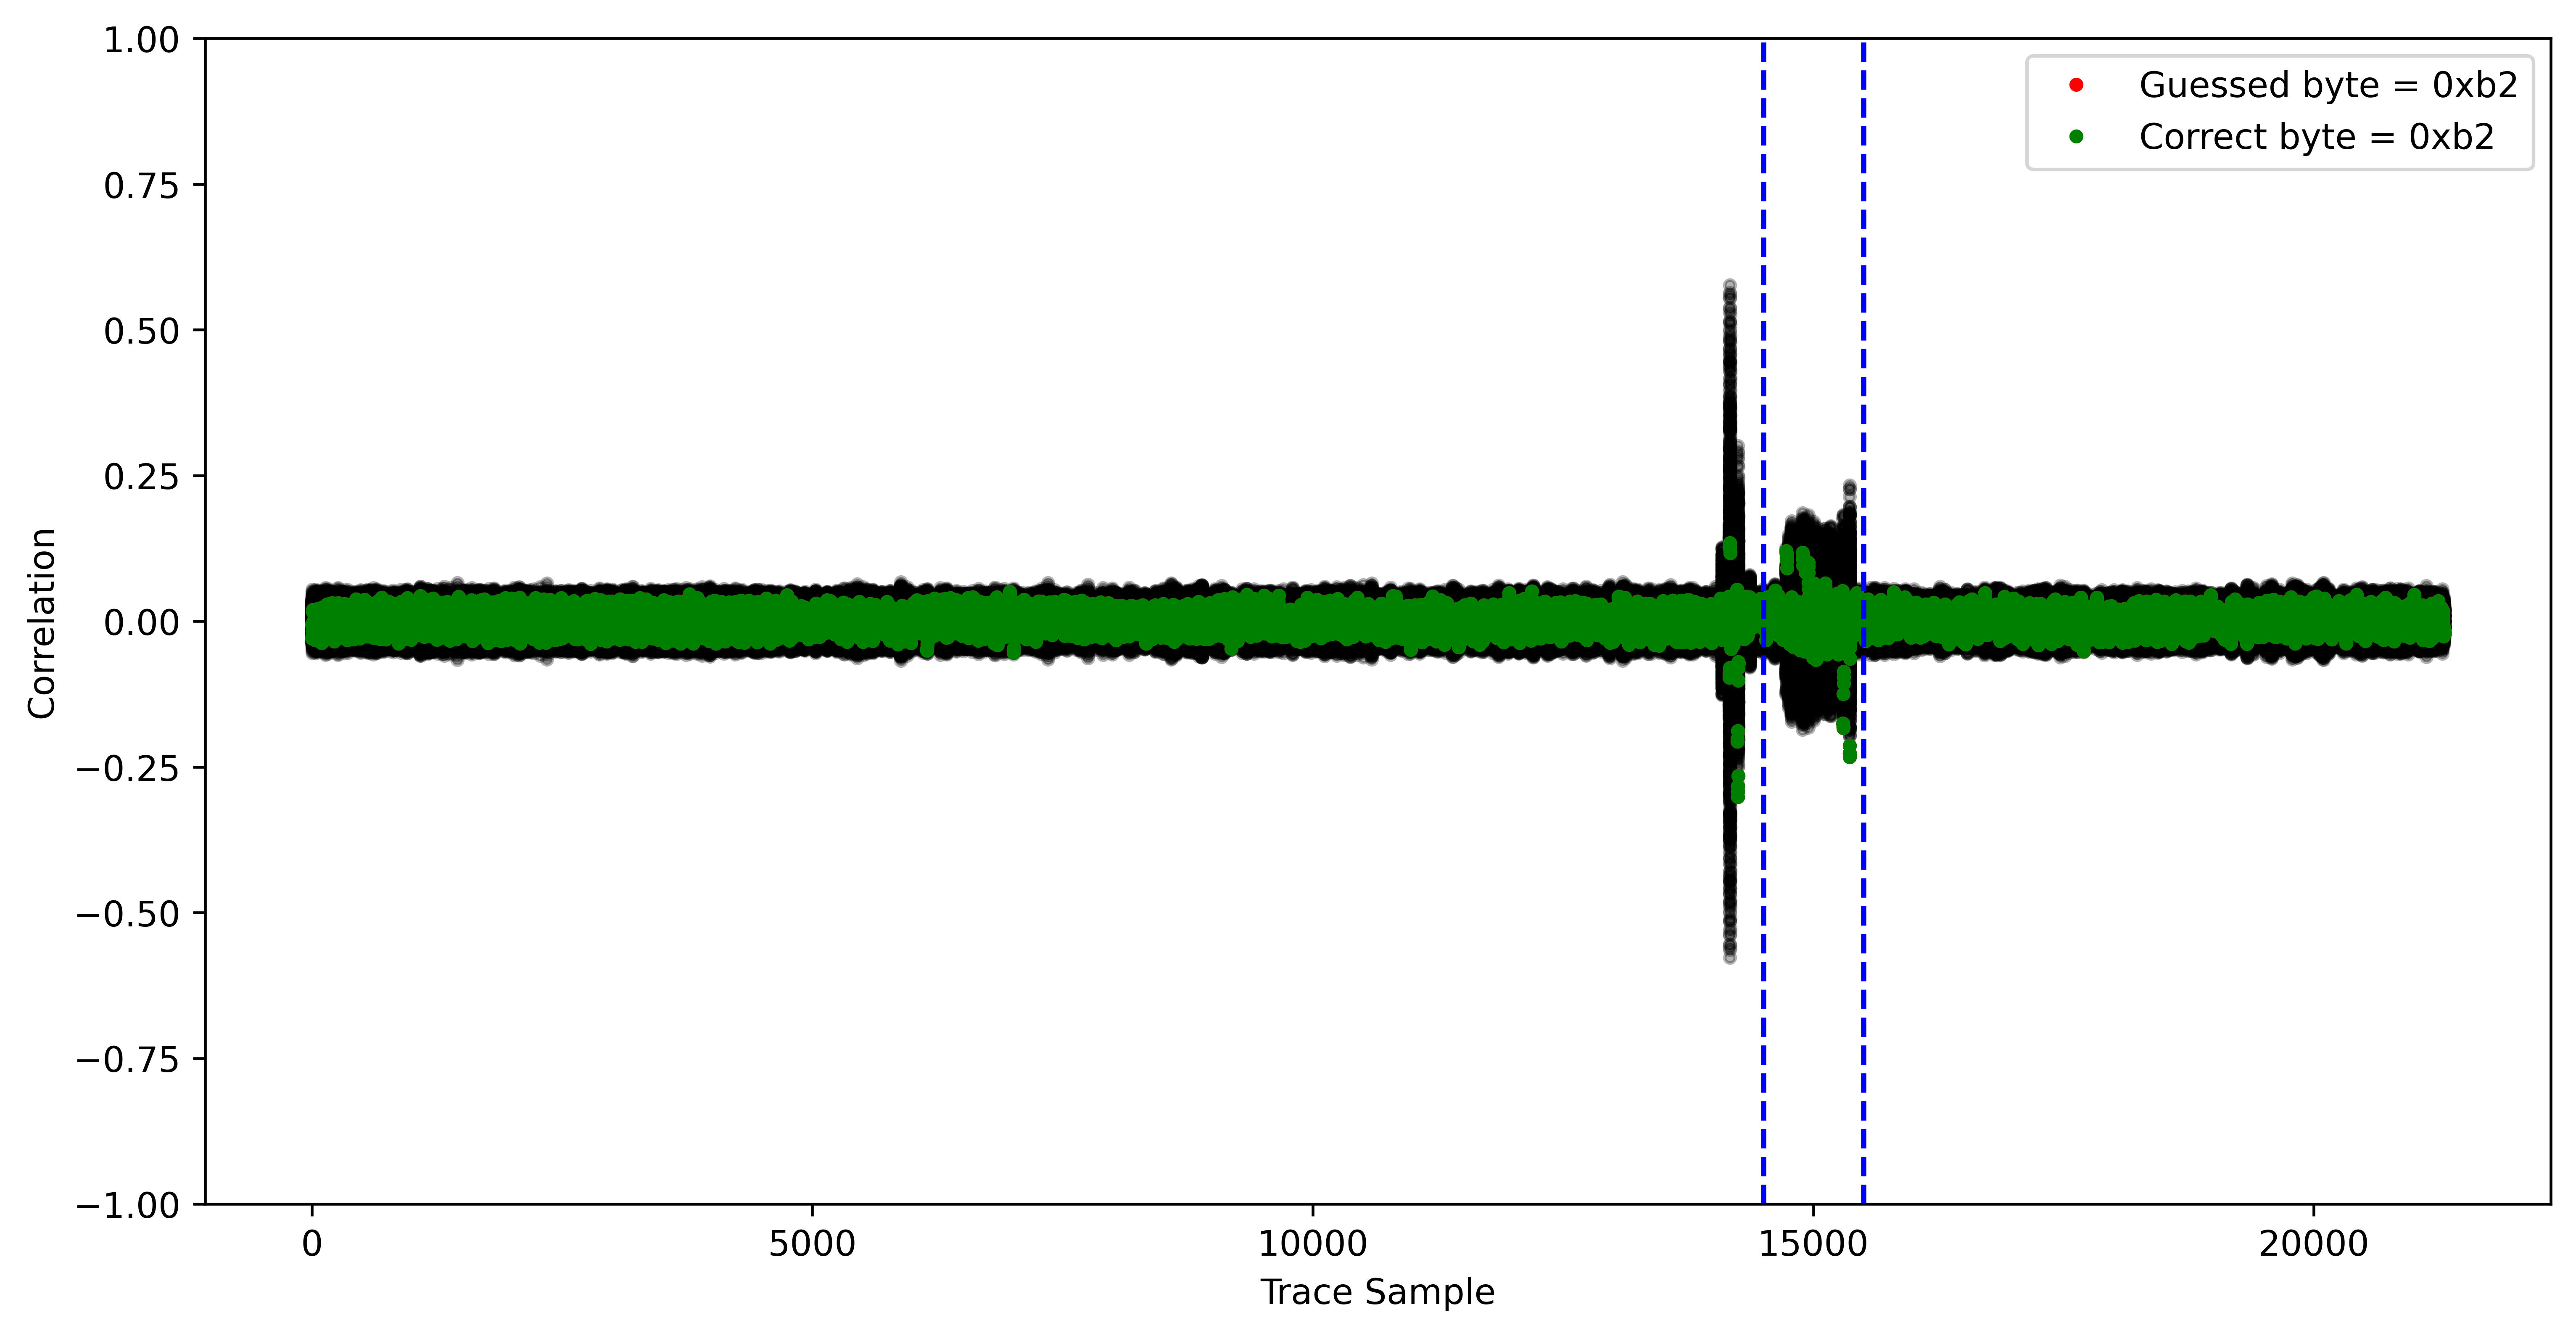 1.00
0.75
0.50
0.25
0.00
−0.25
−0.50
−0.75
−1.00
Correlation
Guessed byte = 0xb2
Correct byte = 0xb2
0 5000 10000 15000 20000
Trace Sample